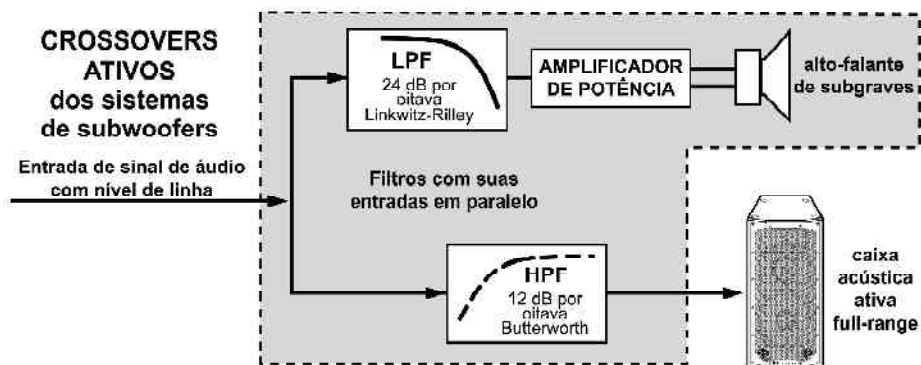 CROSSOVERS
ATIVOS
dos sistemas
de subwoofers
Entrada de sinal de áudio
com nível de linha
LPF
24 dB por
oitava
Linkwitz-Rilley
AMPLIFICADOR
DE POTÊNCIA
alto-falante
de subgraves
Filtros com suas
entradas em paralelo
HPF
12 dB por
oitava
Butterworth
caixa
acústica
ativa
full-range